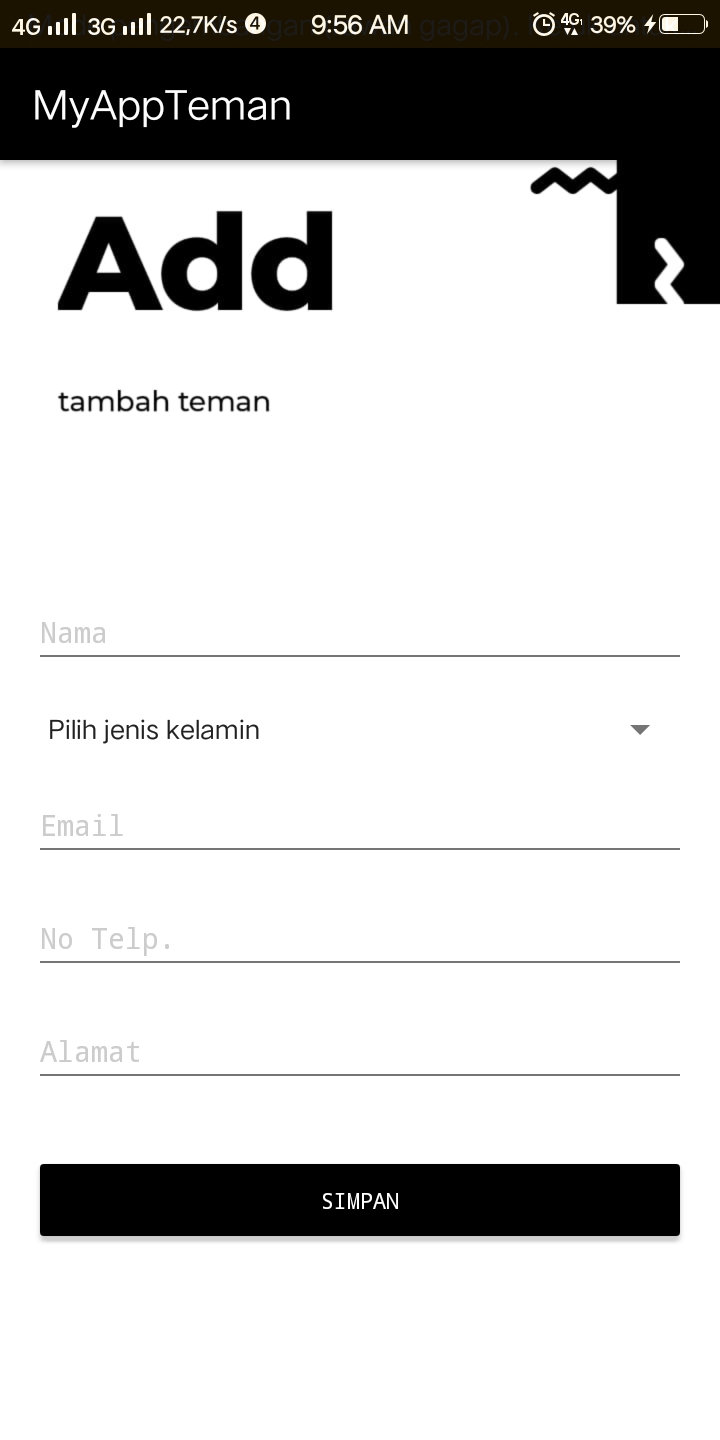 4G 3G 22,7K/s 4 9:56 AM 4G 39%
MyAppTeman
Add
tambah teman
Nama
Pilih jenis kelamin
Email
No Telp.
Alamat
SIMPAN